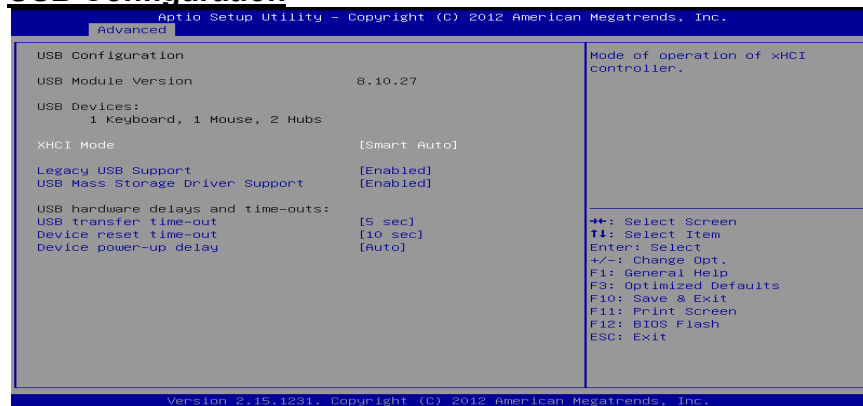 USB Configuration
Aptio Setup Utility – Copyright (C) 2012 American Megatrends, Inc.
Advanced
USB Configuration
USB Module Version 8.10.27
USB Devices:
1 Keyboard, 1 Mouse, 2 Hubs
XHCI Mode [Smart Auto]
Legacy USB Support [Enabled]
USB Mass Storage Driver Support [Enabled]
USB hardware delays and time-outs:
USB transfer time-out [5 sec]
Device reset time-out [10 sec]
Device power-up delay [Auto]
Mode of operation of xHCI
controller.
→←: Select Screen
↑↓: Select Item
Enter: Select
+/-: Change Opt.
F1: General Help
F3: Optimized Defaults
F10: Save & Exit
F11: Print Screen
F12: BIOS Flash
ESC: Exit
Version 2.15.1231. Copyright (C) 2012 American Megatrends, Inc.